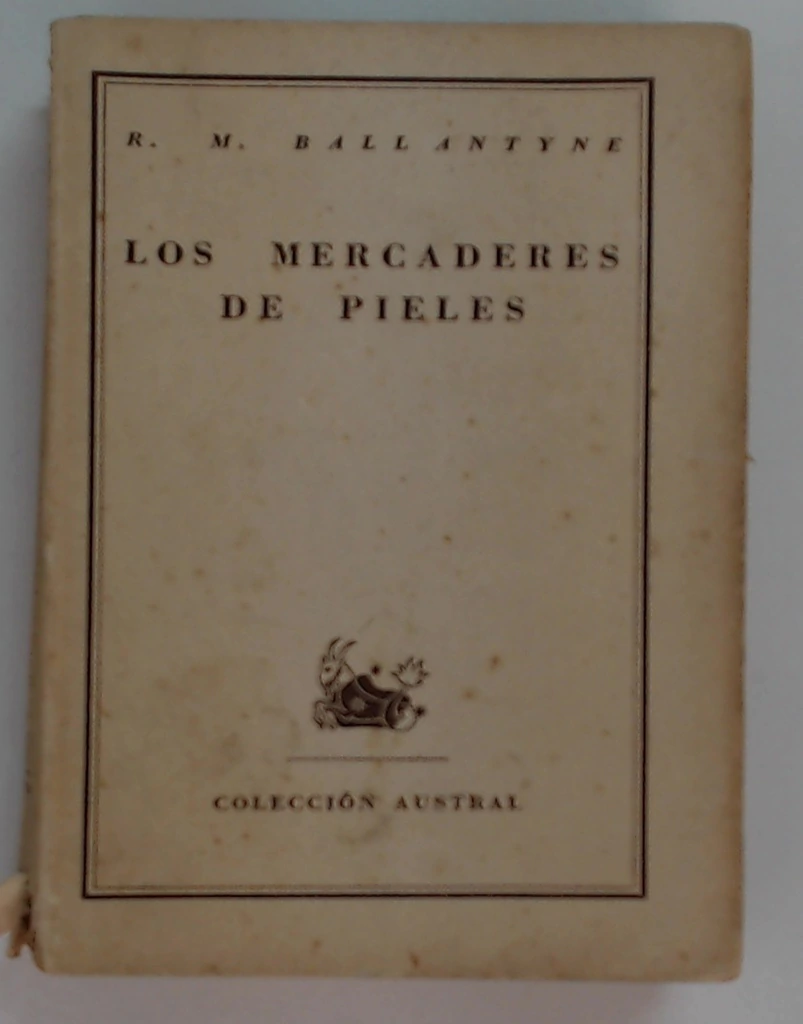 R. M. BALLANTYNE
LOS MERCADERES
DE PIELES
COLECCIÓN AUSTRAL